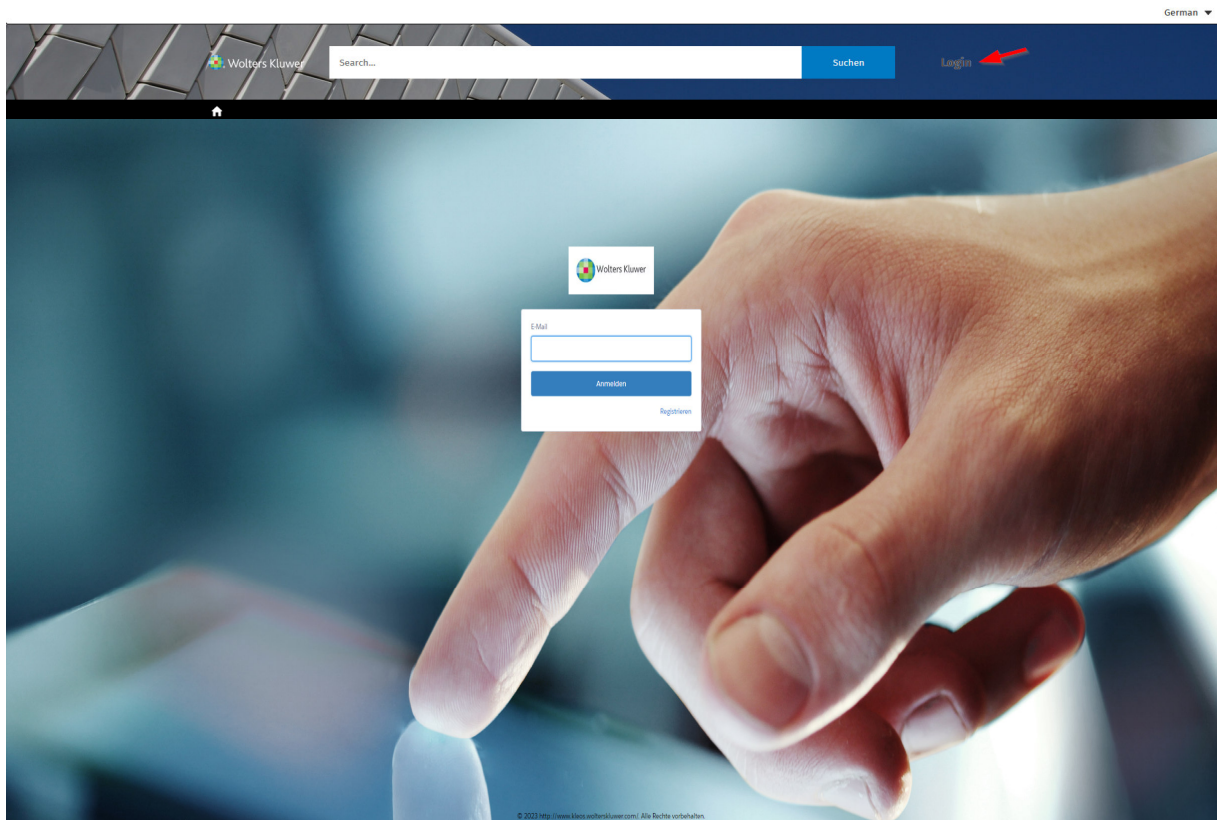 German
Wolters Kluwer
Search...
Suchen
Login
Wolters Kluwer
E-Mail
Anmelden
Registrieren
© 2023 http://www.kleos.wolterskluwer.com/. Alle Rechte vorbehalten.